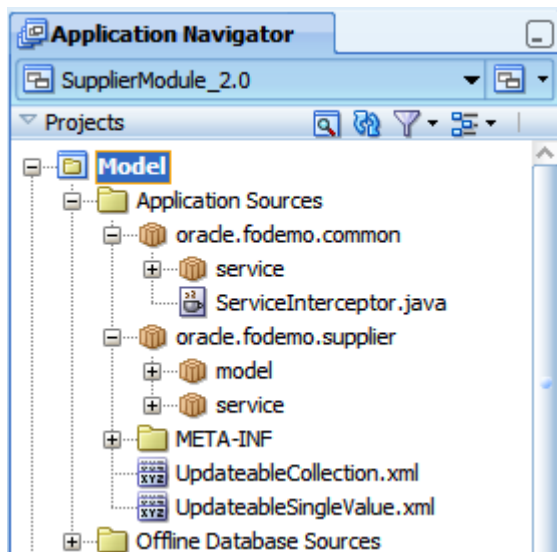 Application Navigator
SupplierModule_2.0
Projects
Model
Application Sources
oracle.fodemo.common
service
ServiceInterceptor.java
oracle.fodemo.supplier
model
service
META-INF
UpdateableCollection.xml
UpdateableSingleValue.xml
Offline Database Sources